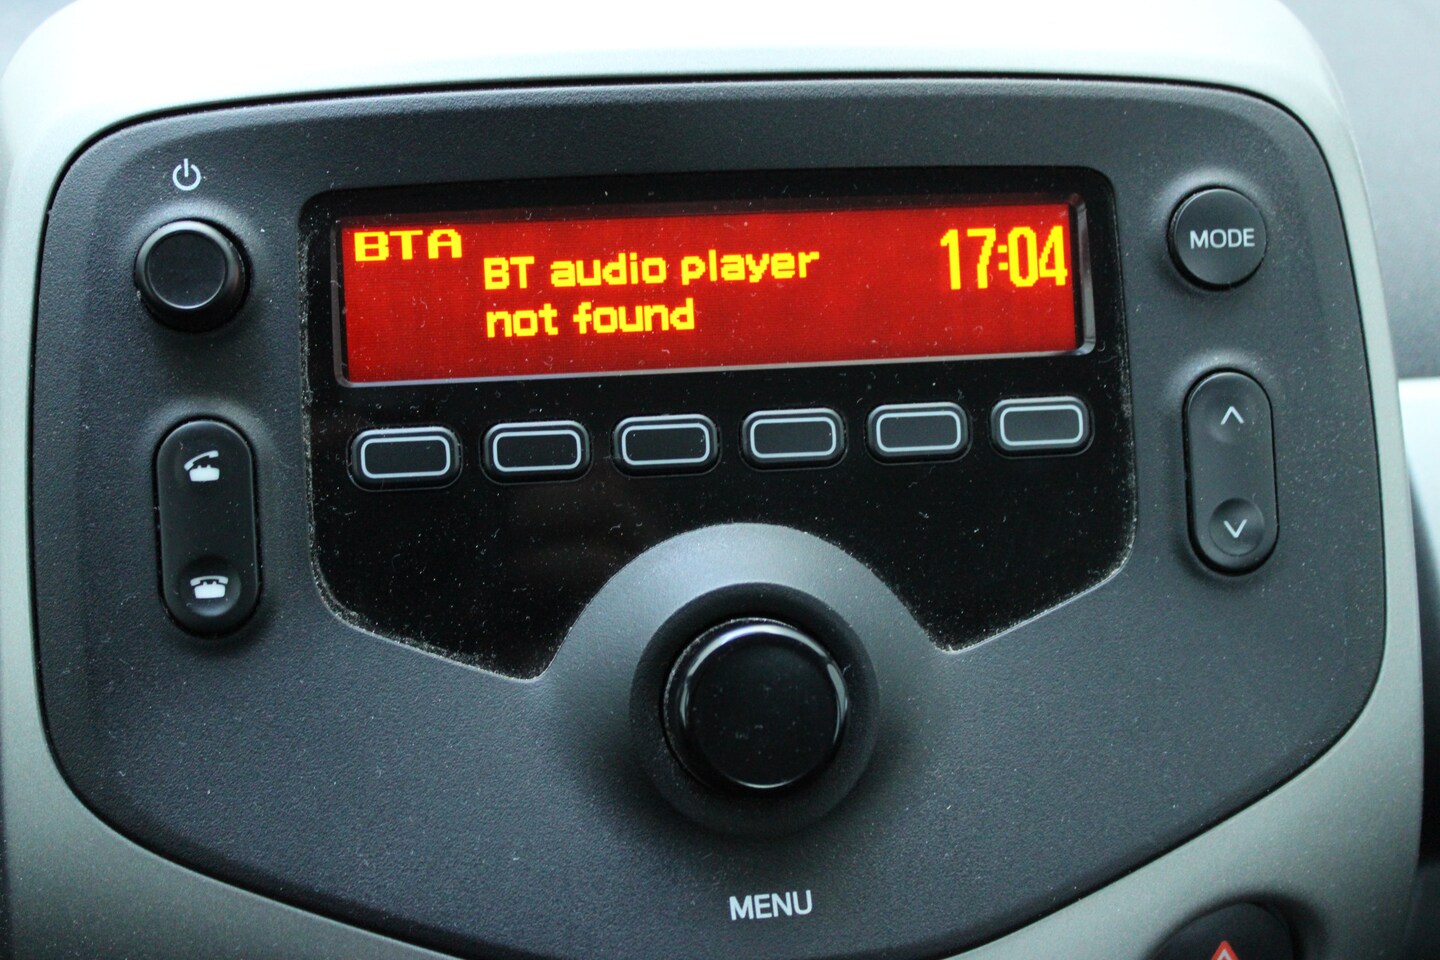 BTA
BT audio player
not found
17:04
MODE
MENU